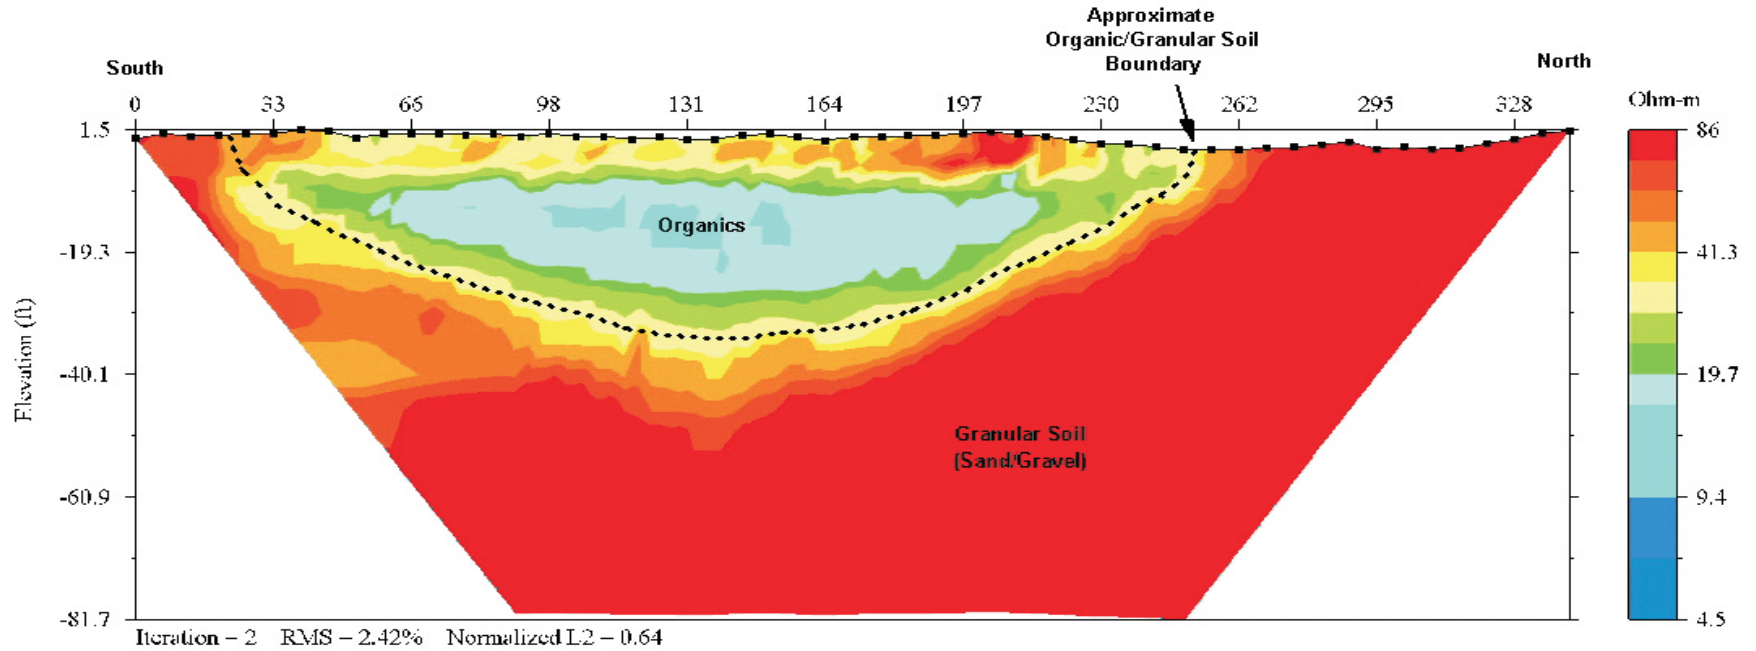 Approximate
Organic/Granular Soil
Boundary
South
North
0 33 65 98 131 164 197 230 262 295 328
Ohm-m
1.5
-19.3
-40.1
-60.9
-81.7
Elevation (ft)
Organics
Granular Soil
(Sand/Gravel)
86
41.3
19.7
9.4
4.5
Iteration = 2 RMS = 2.42% Normalized L2 = 0.64